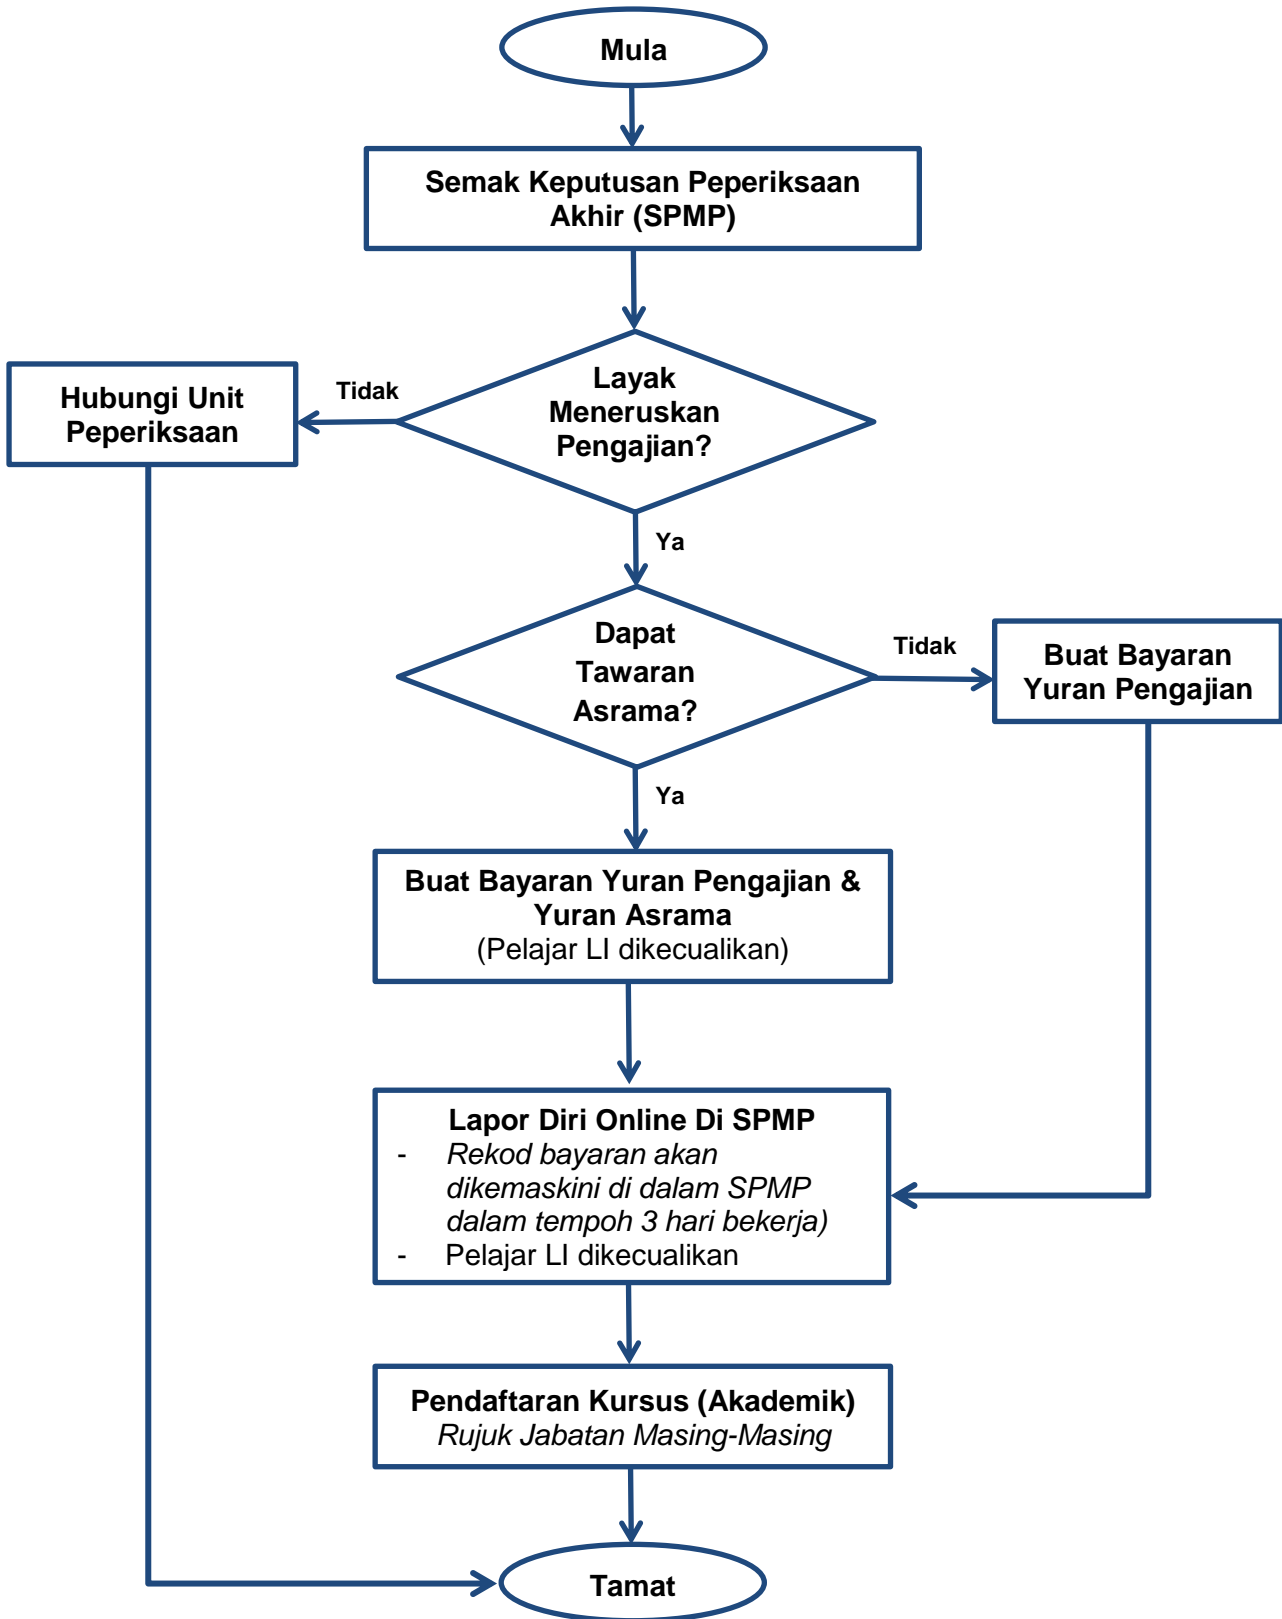 Mula
Semak Keputusan Peperiksaan
Akhir (SPMP)
Layak
Meneruskan
Pengajian?
Tidak
Hubungi Unit
Peperiksaan
Ya
Dapat
Tawaran
Asrama?
Tidak
Buat Bayaran
Yuran Pengajian
Ya
Buat Bayaran Yuran Pengajian &
Yuran Asrama
(Pelajar LI dikecualikan)
Lapor Diri Online Di SPMP
- Rekod bayaran akan
dikemaskini di dalam SPMP
dalam tempoh 3 hari bekerja)
- Pelajar LI dikecualikan
Pendaftaran Kursus (Akademik)
Rujuk Jabatan Masing-Masing
Tamat